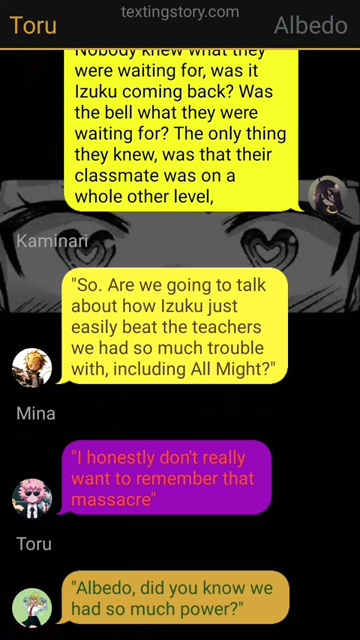 textingstory.com
Toru
Albedo
Nobody knew what they
were waiting for, was it
Izuku coming back? Was
the bell what they were
waiting for? The only thing
they knew, was that their
classmate was on a
whole other level,
Kaminari
"So. Are we going to talk
about how Izuku just
easily beat the teachers
we had so much trouble
with, including All Might?"
Mina
"I honestly don't really
want to remember that
massacre"
Toru
"Albedo, did you know we
had so much power?"